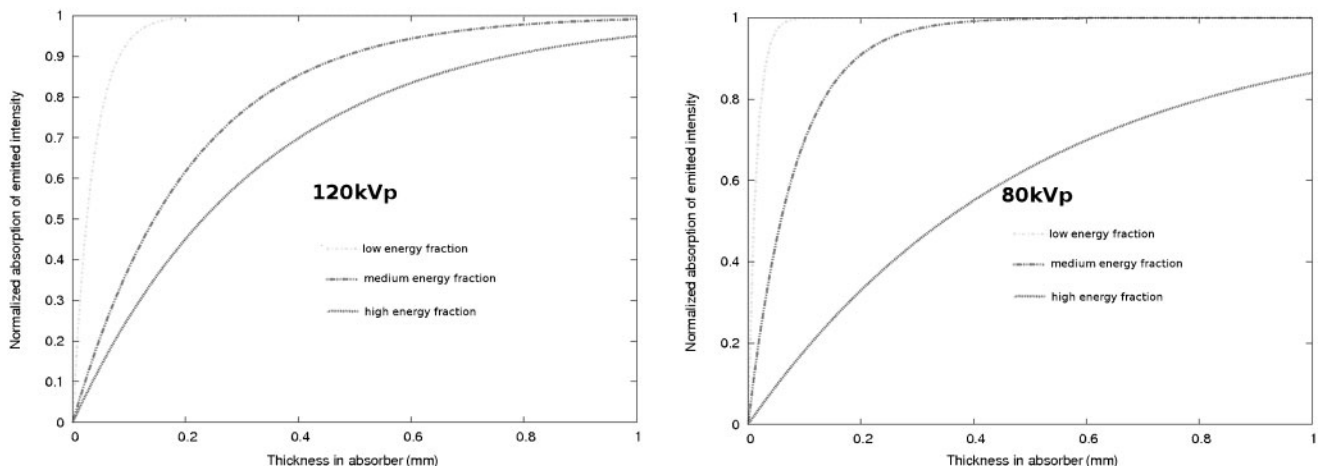 Normalized absorption of emitted intensity
1
0.9
0.8
0.7
0.6
0.5
0.4
0.3
0.2
0.1
0
120kVp
low energy fraction
medium energy fraction
high energy fraction
0 0.2 0.4 0.6 0.8 1
Thickness in absorber (mm)
Normalized absorption of emitted intensity
1
0.8
0.6
0.4
0.2
0
80kVp
low energy fraction
medium energy fraction
high energy fraction
0 0.2 0.4 0.6 0.8 1
Thickness in absorber (mm)